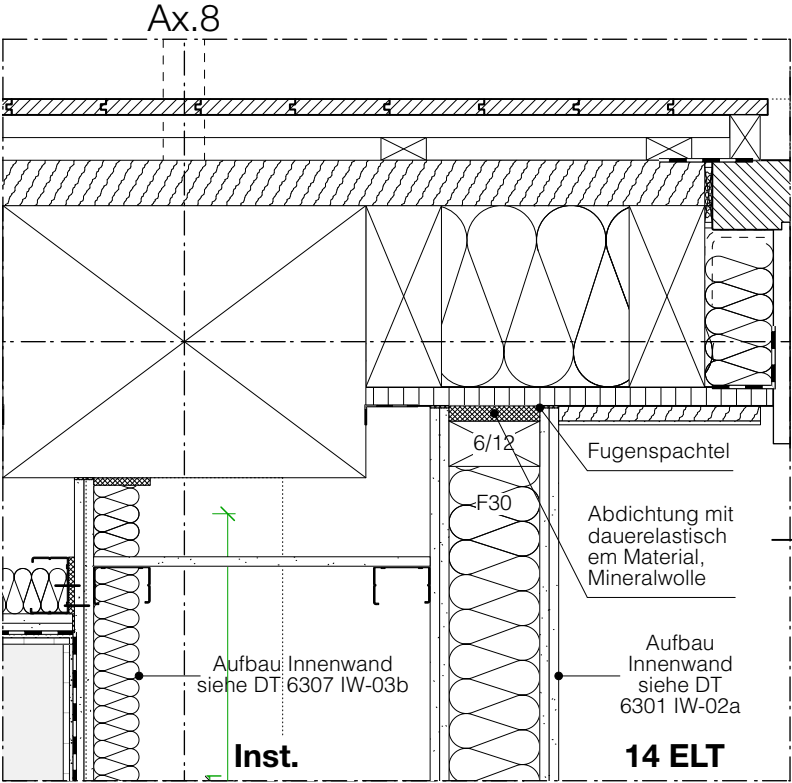 Ax.8
6/12
Fugenspachtel
F30
Abdichtung mit
dauerelastisch
em Material,
Mineralwolle
Aufbau Innenwand
siehe DT 6307 IW-03b
Aufbau
Innenwand
siehe DT
6301 IW-02a
Inst.
14 ELT